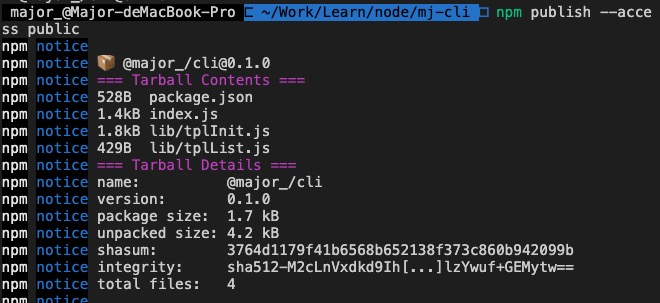 major_@Major-deMacBook-Pro ~/Work/Learn/node/mj-cli npm publish --acce
ss public
npm notice
npm notice 📦 @major_/cli@0.1.0
npm notice === Tarball Contents ===
npm notice 528B package.json
npm notice 1.4kB index.js
npm notice 1.8kB lib/tplInit.js
npm notice 429B lib/tplList.js
npm notice === Tarball Details ===
npm notice name: @major_/cli
npm notice version: 0.1.0
npm notice package size: 1.7 kB
npm notice unpacked size: 4.2 kB
npm notice shasum: 3764d1179f41b6568b652138f373c860b942099b
npm notice integrity: sha512-M2cLnVxdkd9Ih[...]lzYwuf+GEMytw==
npm notice total files: 4